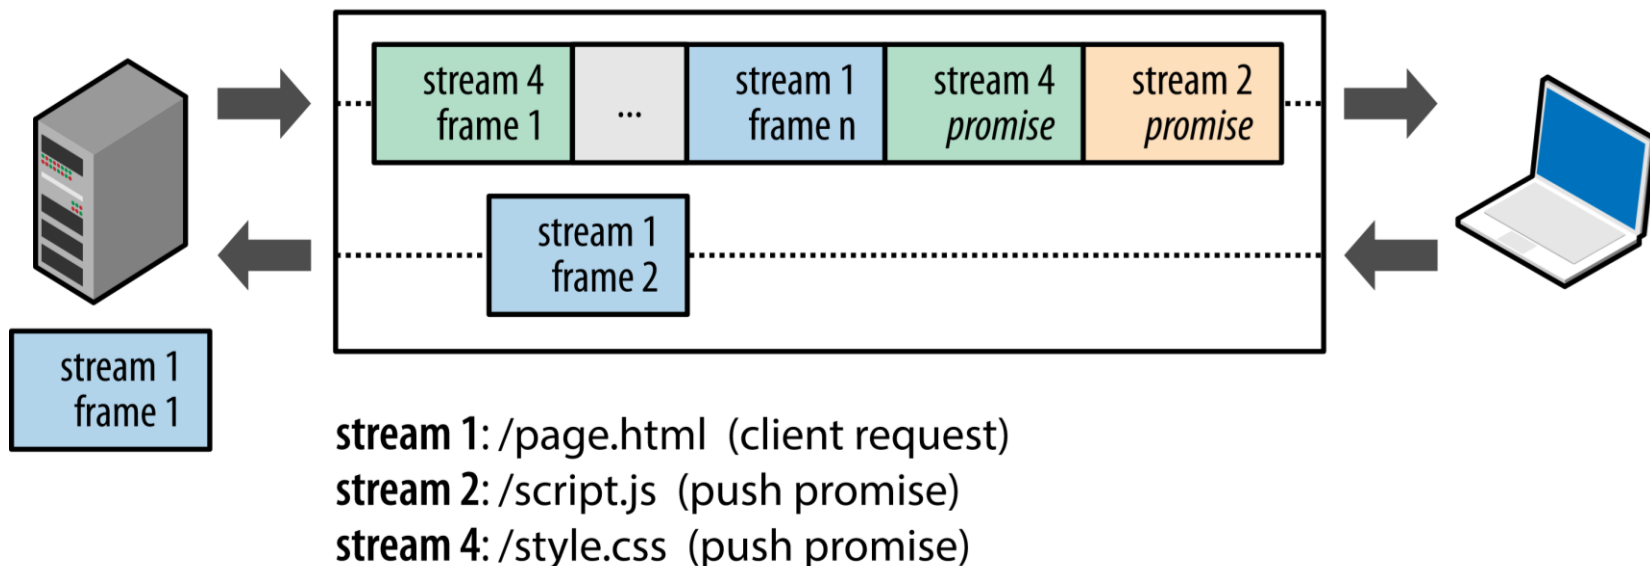 stream 4
frame 1
...
stream 1
frame n
stream 4
promise
stream 2
promise
stream 1
frame 2
stream 1
frame 1
stream 1: /page.html (client request)
stream 2: /script.js (push promise)
stream 4: /style.css (push promise)